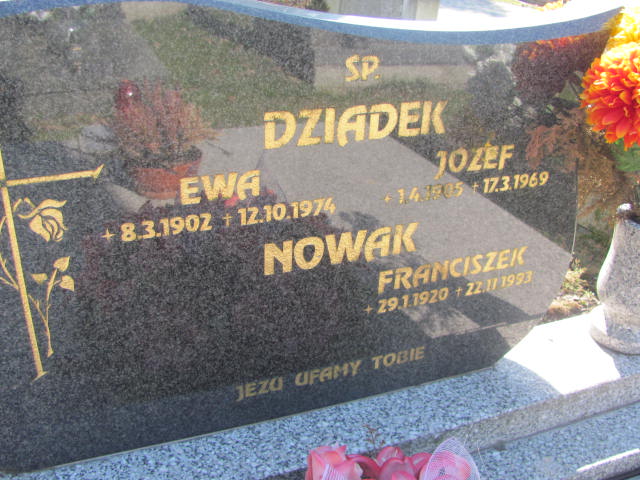 ŚP.
DZIADEK
EWA
* 8.3.1902 + 12.10.1974
JÓZEF
* 1.4.1905 + 17.3.1969
NOWAK
FRANCISZEK
* 29.1.1920 + 22.11.1993
JEZU UFAMY TOBIE